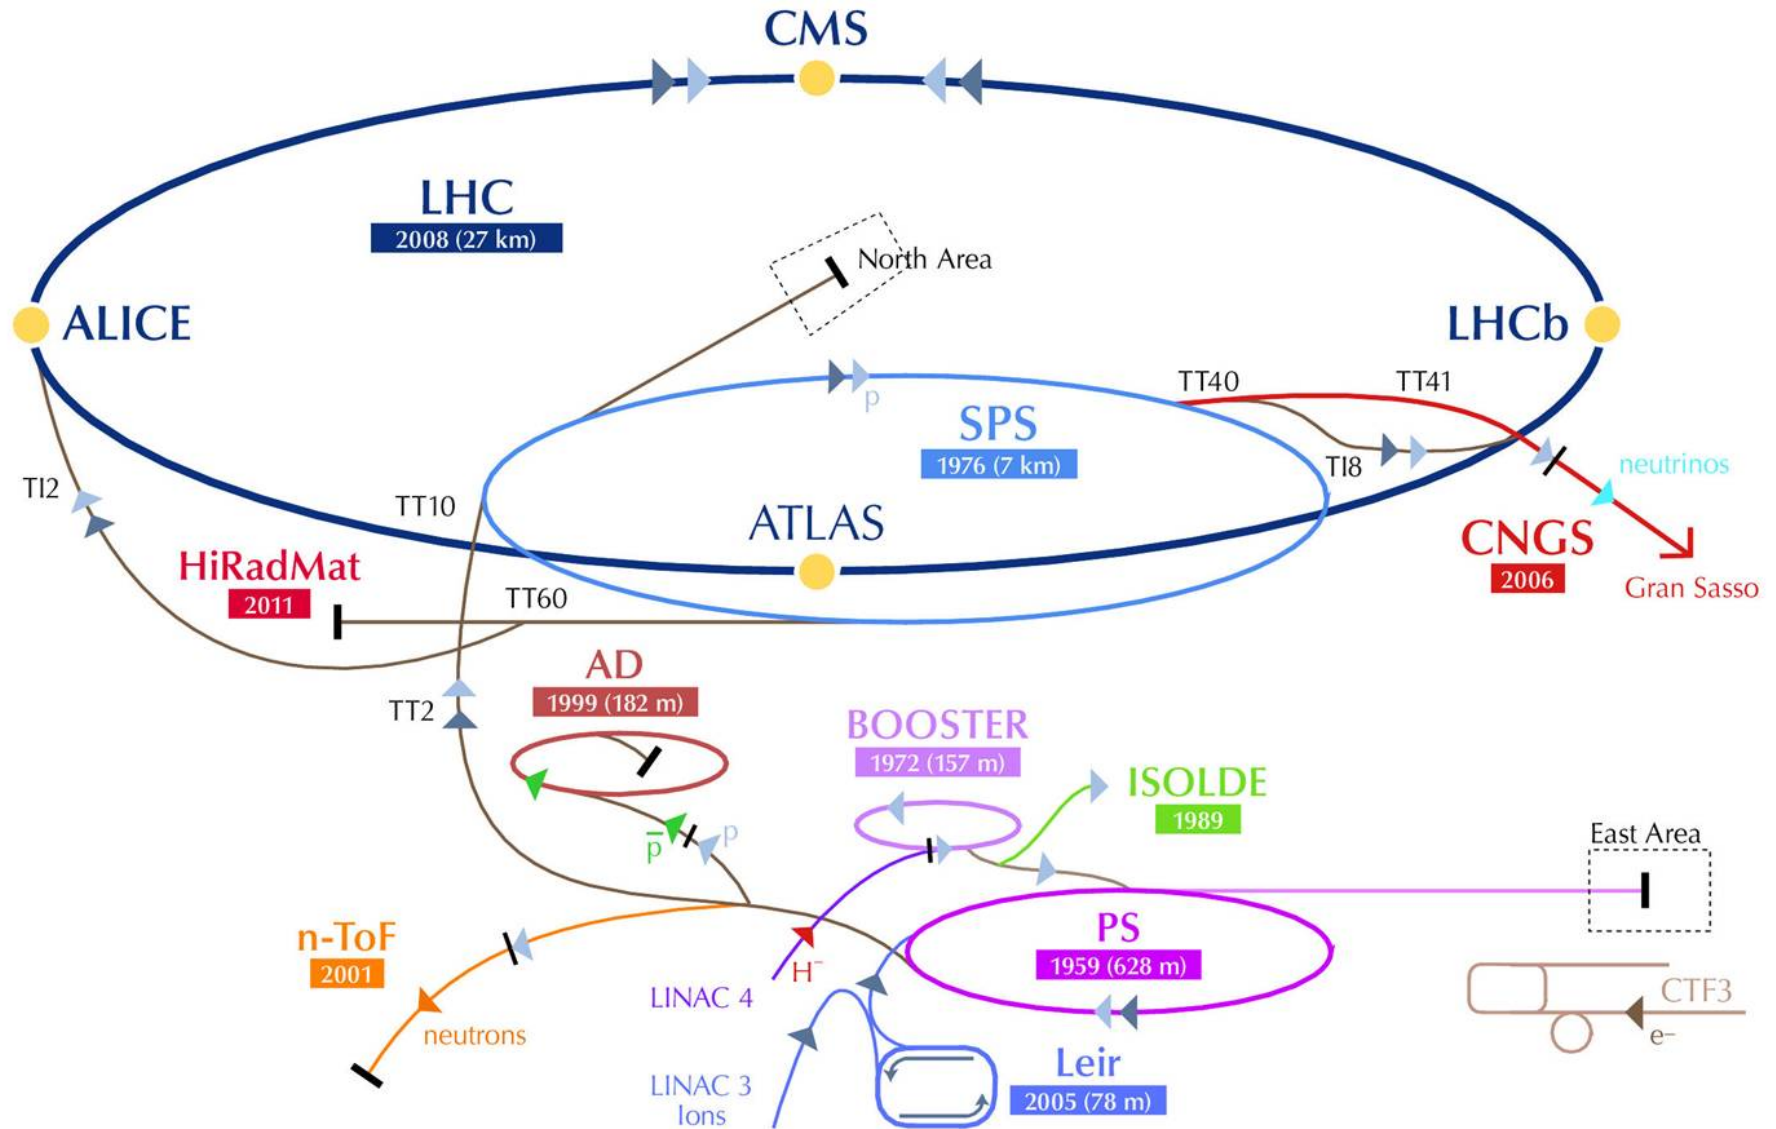 CMS
LHC
2008 (27 km)
North Area
ALICE
LHCb
TT40
TT41
p
SPS
1976 (7 km)
TI8
neutrinos
TI2
TT10
ATLAS
CNGS
2006
Gran Sasso
HiRadMat
2011
TT60
AD
1999 (182 m)
TT2
BOOSTER
1972 (157 m)
ISOLDE
1989
p̅
p
East Area
n-ToF
2001
neutrons
H⁻
LINAC 4
PS
1959 (628 m)
CTF3
e–
LINAC 3
Ions
Leir
2005 (78 m)